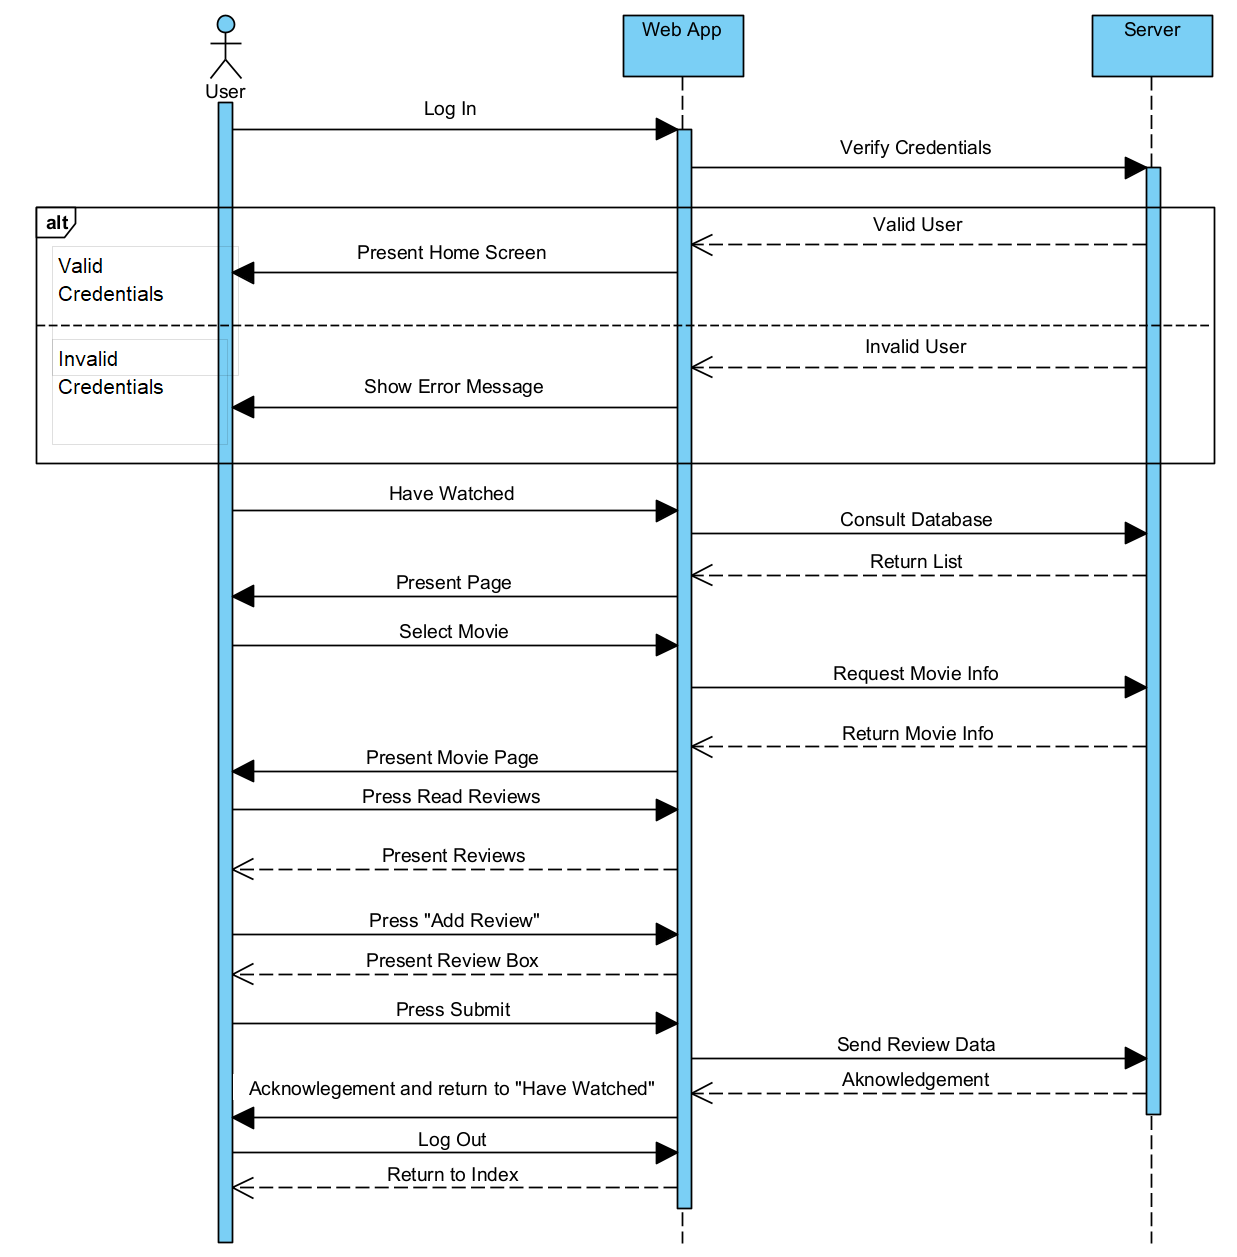 User
Web App
Server
Log In
Verify Credentials
alt
Valid User
Present Home Screen
Valid
Credentials
Invalid User
Invalid
Credentials
Show Error Message
Have Watched
Consult Database
Return List
Present Page
Select Movie
Request Movie Info
Return Movie Info
Present Movie Page
Press Read Reviews
Present Reviews
Press "Add Review"
Present Review Box
Press Submit
Send Review Data
Aknowledgement
Acknowlegement and return to "Have Watched"
Log Out
Return to Index